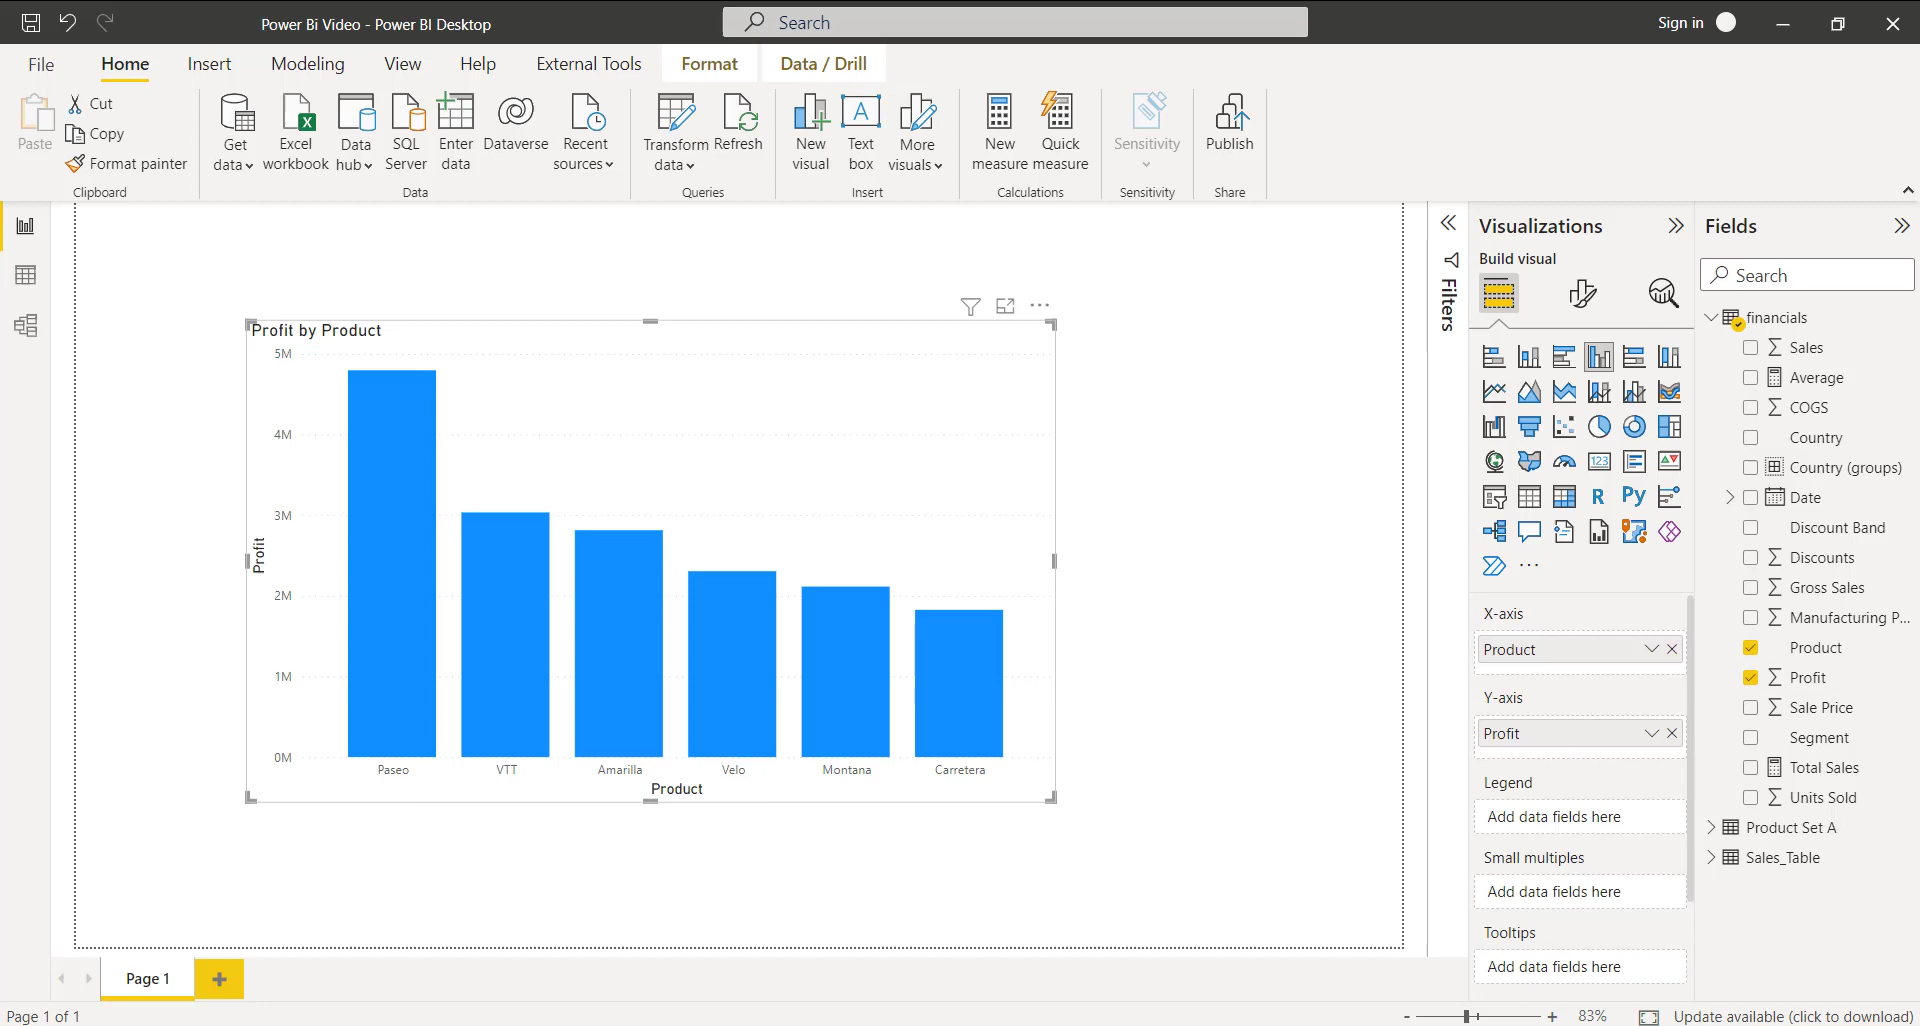 Power Bi Video - Power BI Desktop
Search
Sign in
File
Home
Insert
Modeling
View
Help
External Tools
Format
Data / Drill
Paste
Cut
Copy
Format painter
Clipboard
Get data
Excel workbook
Data hub
SQL Server
Enter data
Dataverse
Recent sources
Data
Transform data
Refresh
Queries
New visual
Text box
More visuals
Insert
New measure
Quick measure
Calculations
Sensitivity
Sensitivity
Publish
Share
Profit by Product
5M
4M
3M
2M
1M
0M
Profit
Paseo
VTT
Amarilla
Velo
Montana
Carretera
Product
Filters
Visualizations
Build visual
123
R
Py
X-axis
Product
Y-axis
Profit
Legend
Add data fields here
Small multiples
Add data fields here
Tooltips
Add data fields here
Fields
Search
financials
Sales
Average
COGS
Country
Country (groups)
Date
Discount Band
Discounts
Gross Sales
Manufacturing P...
Product
Profit
Sale Price
Segment
Total Sales
Units Sold
Product Set A
Sales_Table
Page 1
Page 1 of 1
- + 83%
Update available (click to download)